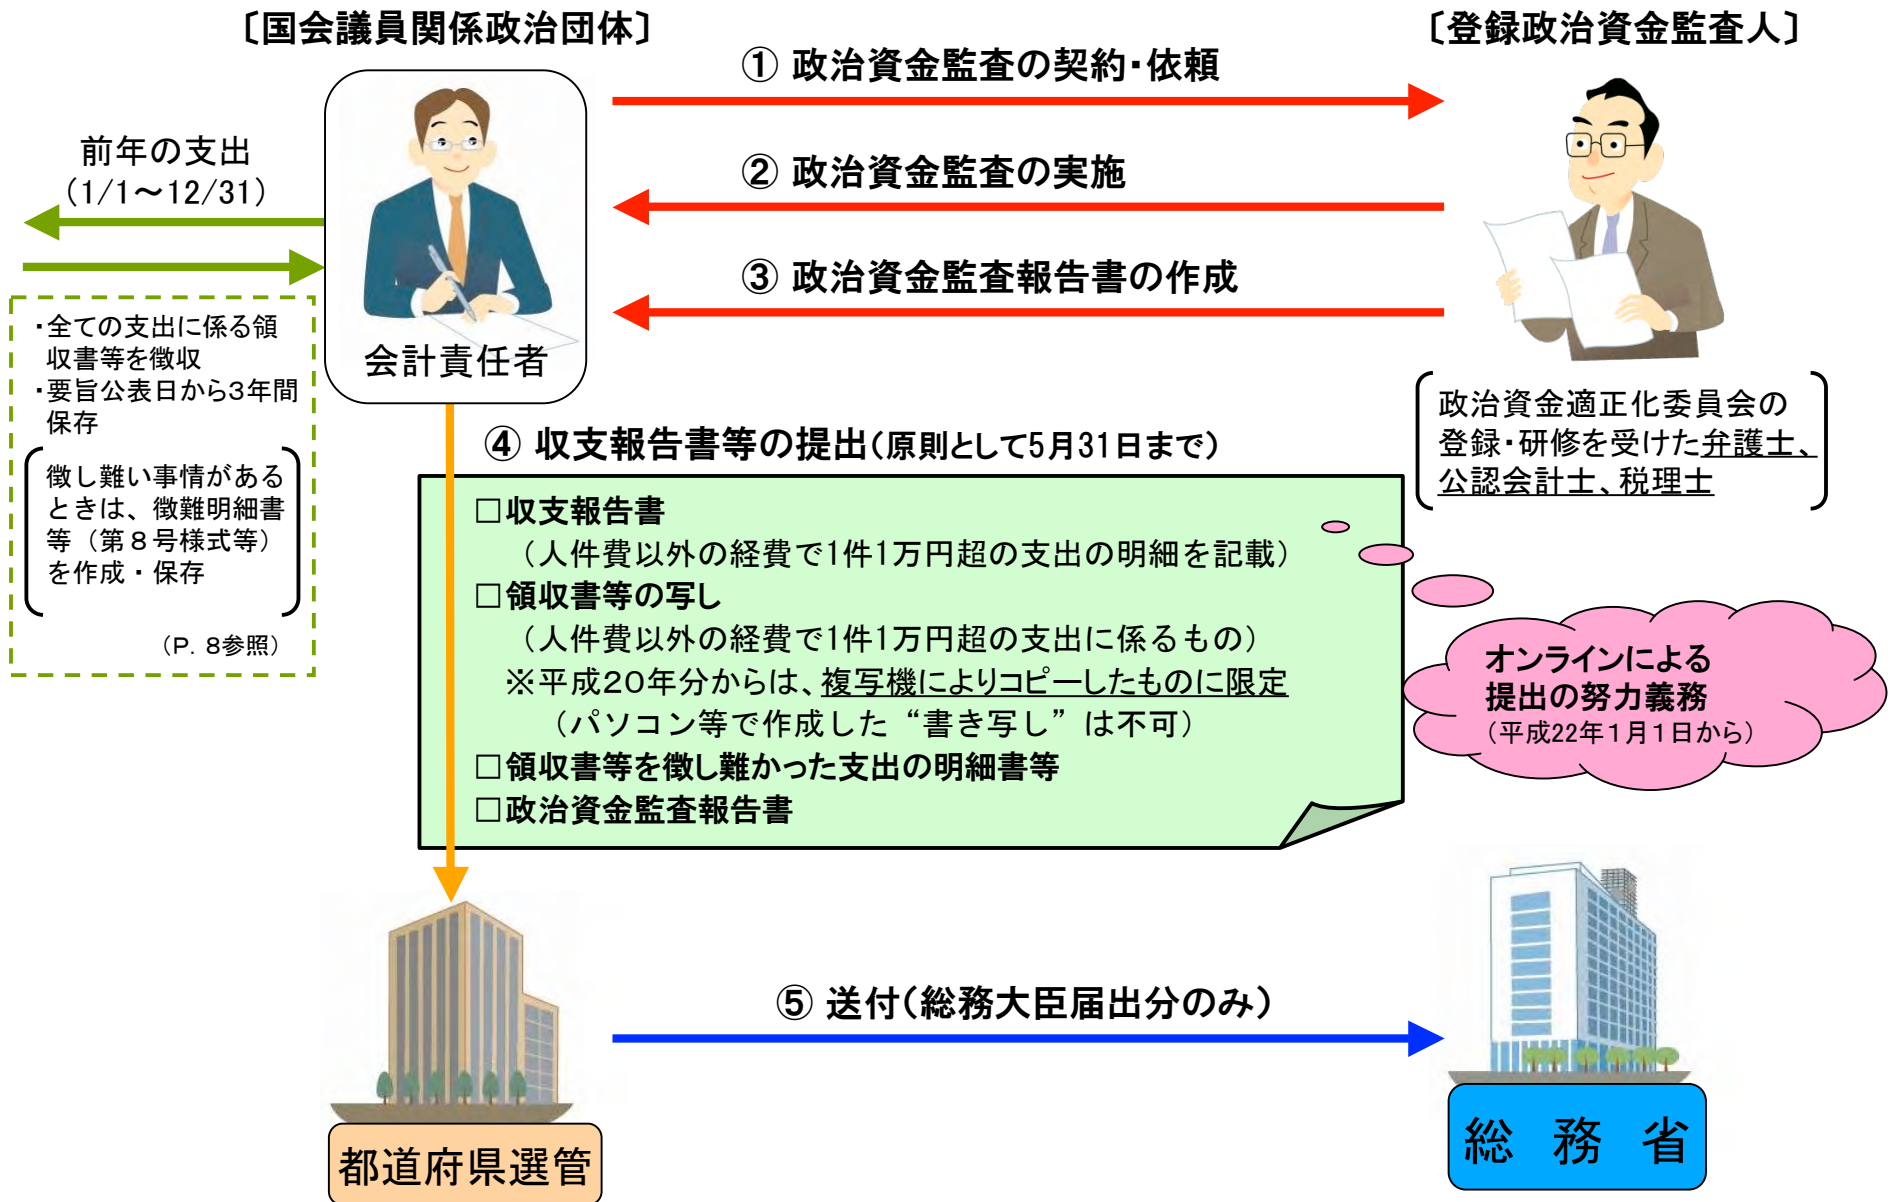 〔国会議員関係政治団体〕
〔登録政治資金監査人〕
① 政治資金監査の契約・依頼
② 政治資金監査の実施
③ 政治資金監査報告書の作成
前年の支出
（1/1～12/31）
・全ての支出に係る領
収書等を徴収
・要旨公表日から3年間
保存
徴し難い事情がある
ときは、徴難明細書
等（第８号様式等）
を作成・保存
（P. 8参照）
会計責任者
政治資金適正化委員会の
登録・研修を受けた弁護士、
公認会計士、税理士
④ 収支報告書等の提出（原則として5月31日まで）
□収支報告書
（人件費以外の経費で1件1万円超の支出の明細を記載）
□領収書等の写し
（人件費以外の経費で1件1万円超の支出に係るもの）
※平成２０年分からは、複写機によりコピーしたものに限定
（パソコン等で作成した“書き写し”は不可）
□領収書等を徴し難かった支出の明細書等
□政治資金監査報告書
オンラインによる
提出の努力義務
（平成22年１月１日から）
⑤ 送付（総務大臣届出分のみ）
都道府県選管
総 務 省